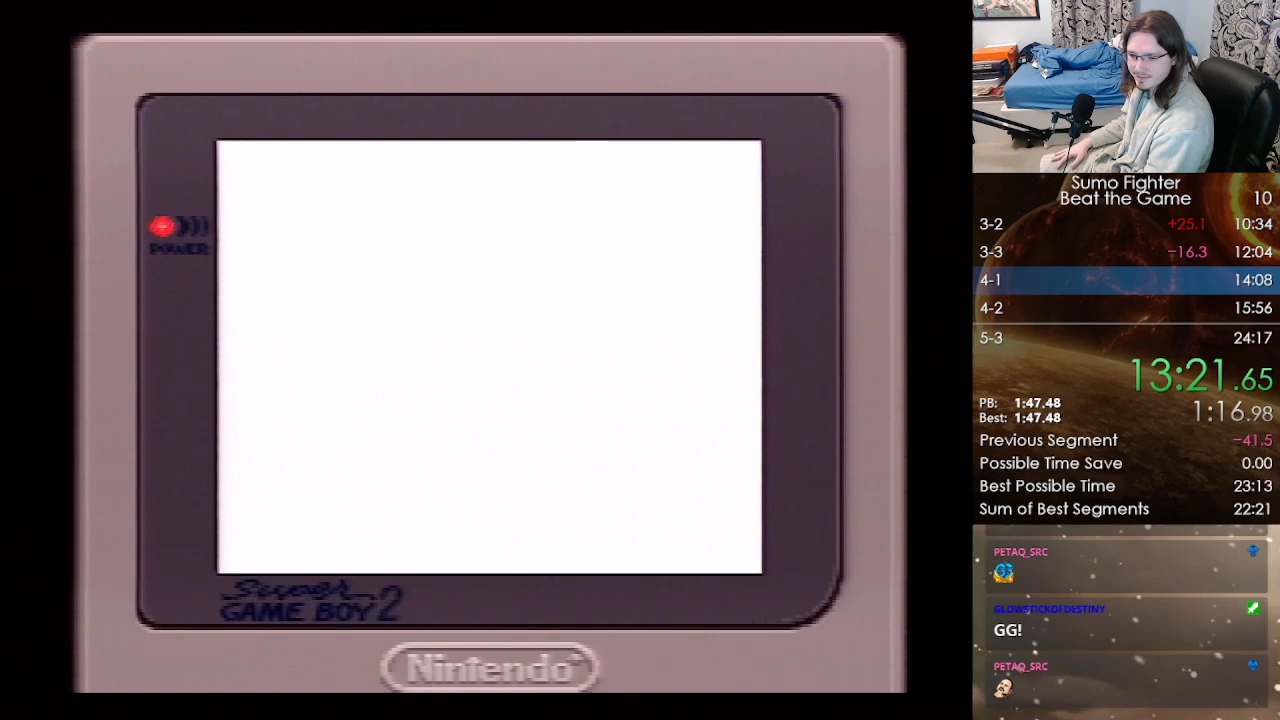 POWER
Super
GAME BOY 2
Nintendo
Sumo Fighter
Beat the Game 10
3-2 +25.1 10:34
3-3 −16.3 12:04
4-1 14:08
4-2 15:56
5-3 24:17
13:21.65
PB: 1:47.48
Best: 1:47.48
1:16.98
Previous Segment −41.5
Possible Time Save 0.00
Best Possible Time 23:13
Sum of Best Segments 22:21
PETAQ_SRC
GLOWSTICKOFDESTINY
GG!
PETAQ_SRC